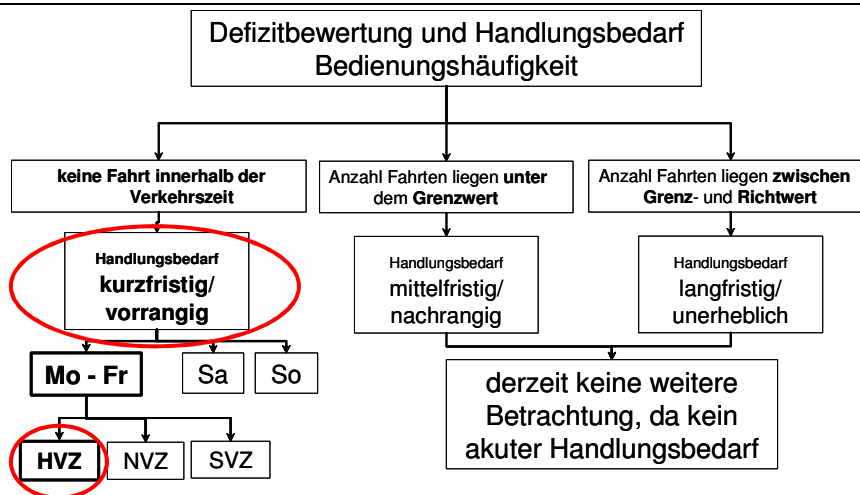 Defizitbewertung und Handlungsbedarf
Bedienungshäufigkeit
keine Fahrt innerhalb der
Verkehrszeit
Anzahl Fahrten liegen unter
dem Grenzwert
Anzahl Fahrten liegen zwischen
Grenz- und Richtwert
Handlungsbedarf
kurzfristig/
vorrangig
Handlungsbedarf
mittelfristig/
nachrangig
Handlungsbedarf
langfristig/
unerheblich
Mo - Fr
Sa
So
derzeit keine weitere
Betrachtung, da kein
akuter Handlungsbedarf
HVZ
NVZ
SVZ